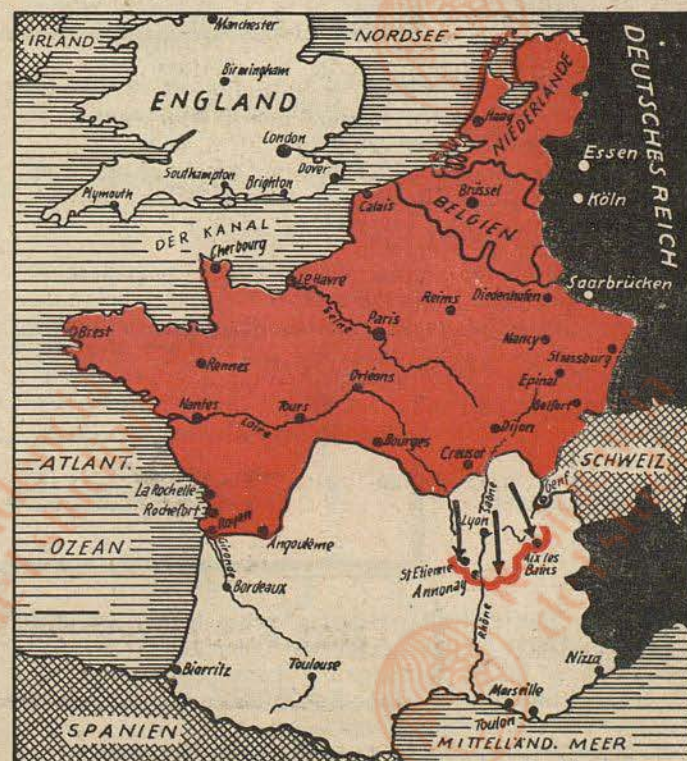 IRLAND
Manchester
NORDSEE
DEUTSCHES REICH
Birmingham
ENGLAND
Haag
NIEDERLANDE
London
Essen
Southampton
Dover
Brighton
Plymouth
Brüssel
Köln
Calais
BELGIEN
DER KANAL
Cherbourg
Le Havre
Reims
Diedenhofen
Saarbrücken
Seine
Paris
Brest
Nancy
Strassburg
Rennes
Orléans
Epinal
Nantes
Loire
Tours
Belfort
Bourges
Dijon
Creusot
ATLANT.
SCHWEIZ
La Rochelle
Genf
Rochefort
Saône
Royan
Lyon
OZEAN
Angoulême
Gironde
St Etienne
Aix les
Bains
Annonay
Bordeaux
Rhône
Biarritz
Toulouse
Nizza
Marseille
Toulon
SPANIEN
MITTELLÄND. MEER